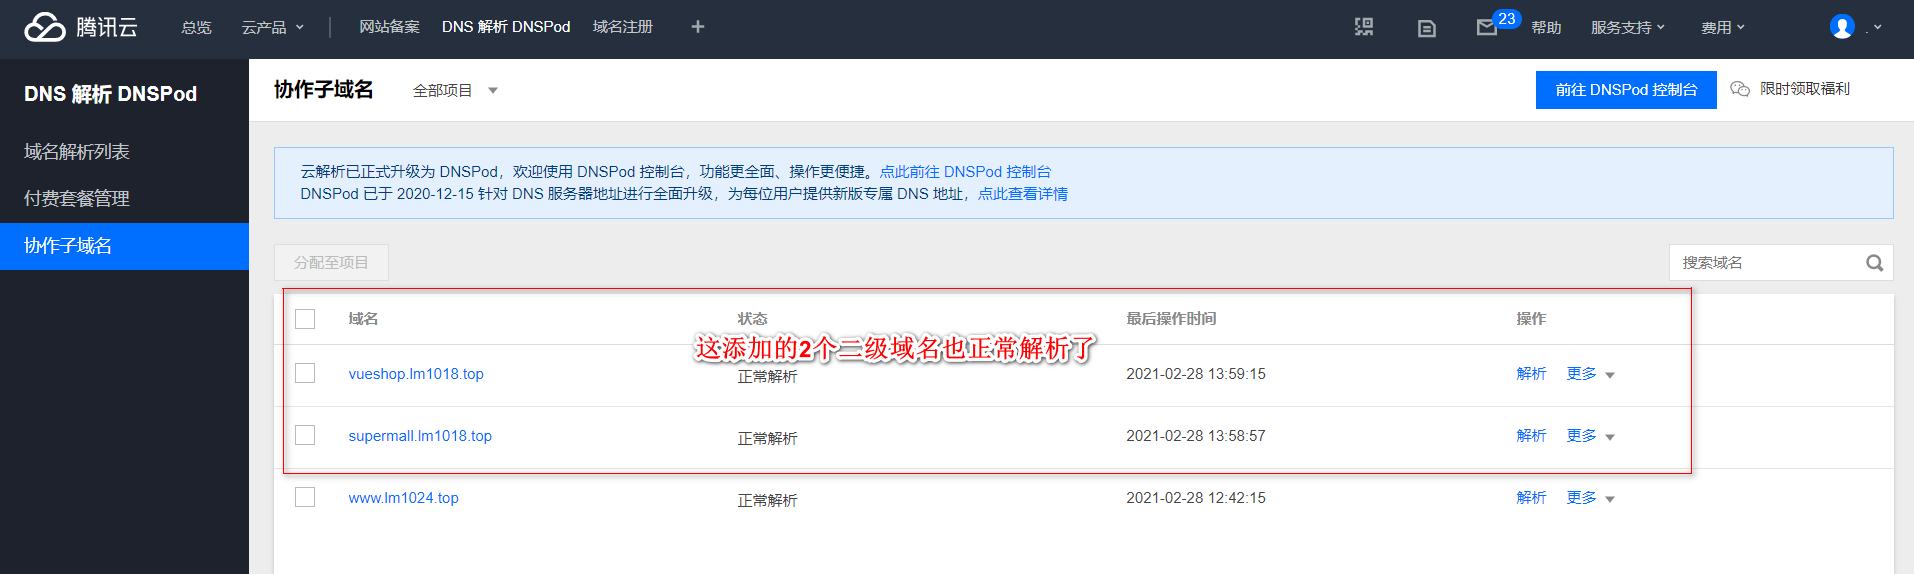 腾讯云 总览 云产品 网站备案 DNS 解析 DNSPod 域名注册 + 23 帮助 服务支持 费用 .
DNS 解析 DNSPod
域名解析列表
付费套餐管理
协作子域名
协作子域名 全部项目 前往 DNSPod 控制台 限时领取福利
云解析已正式升级为 DNSPod，欢迎使用 DNSPod 控制台，功能更全面、操作更便捷。点此前往 DNSPod 控制台
DNSPod 已于 2020-12-15 针对 DNS 服务器地址进行全面升级，为每位用户提供新版专属 DNS 地址，点此查看详情
分配至项目 搜索域名
域名 状态 最后操作时间 操作
这添加的2个二级域名也正常解析了
vueshop.lm1018.top 正常解析 2021-02-28 13:59:15 解析 更多
supermall.lm1018.top 正常解析 2021-02-28 13:58:57 解析 更多
www.lm1024.top 正常解析 2021-02-28 12:42:15 解析 更多